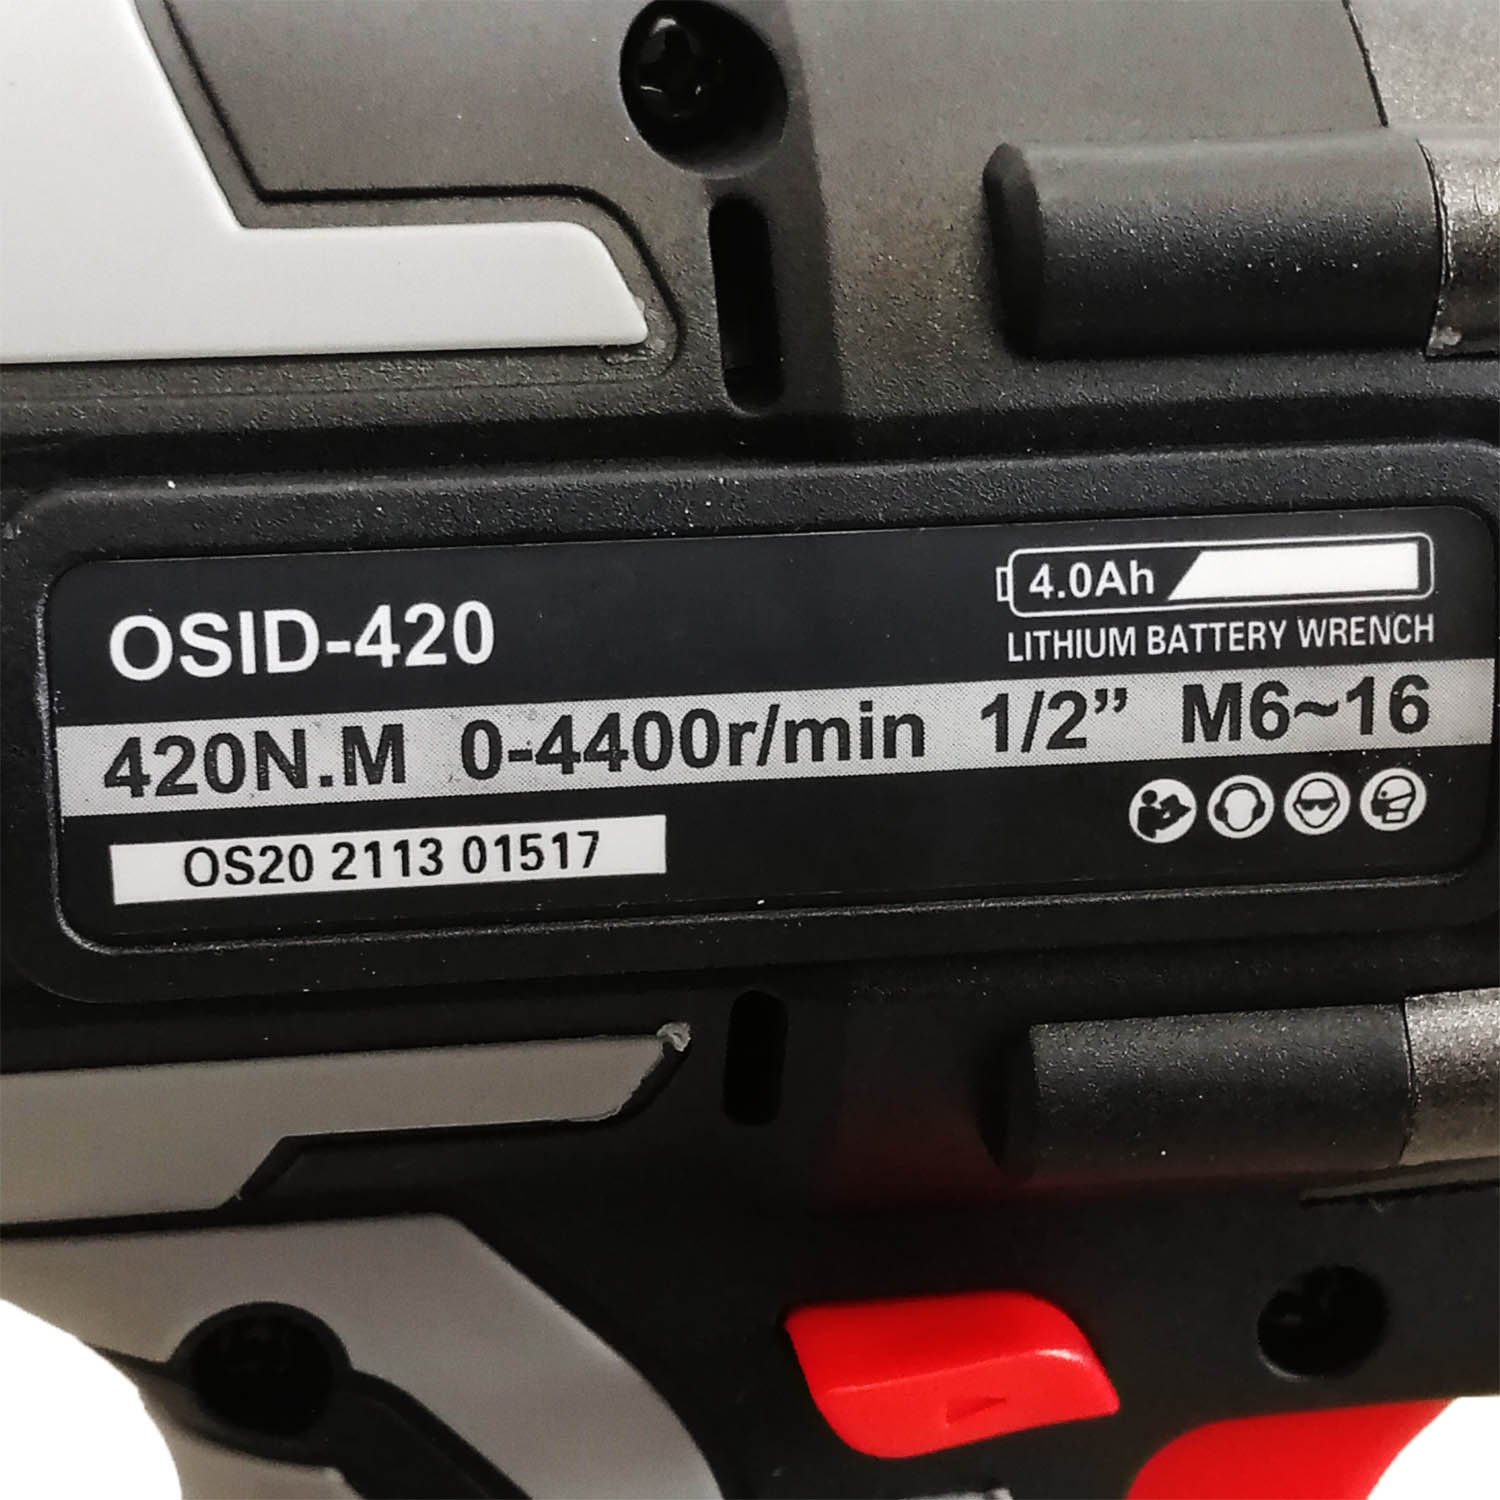 4.0Ah
OSID-420
LITHIUM BATTERY WRENCH
420N.M 0-4400r/min 1/2” M6~16
OS20 2113 01517